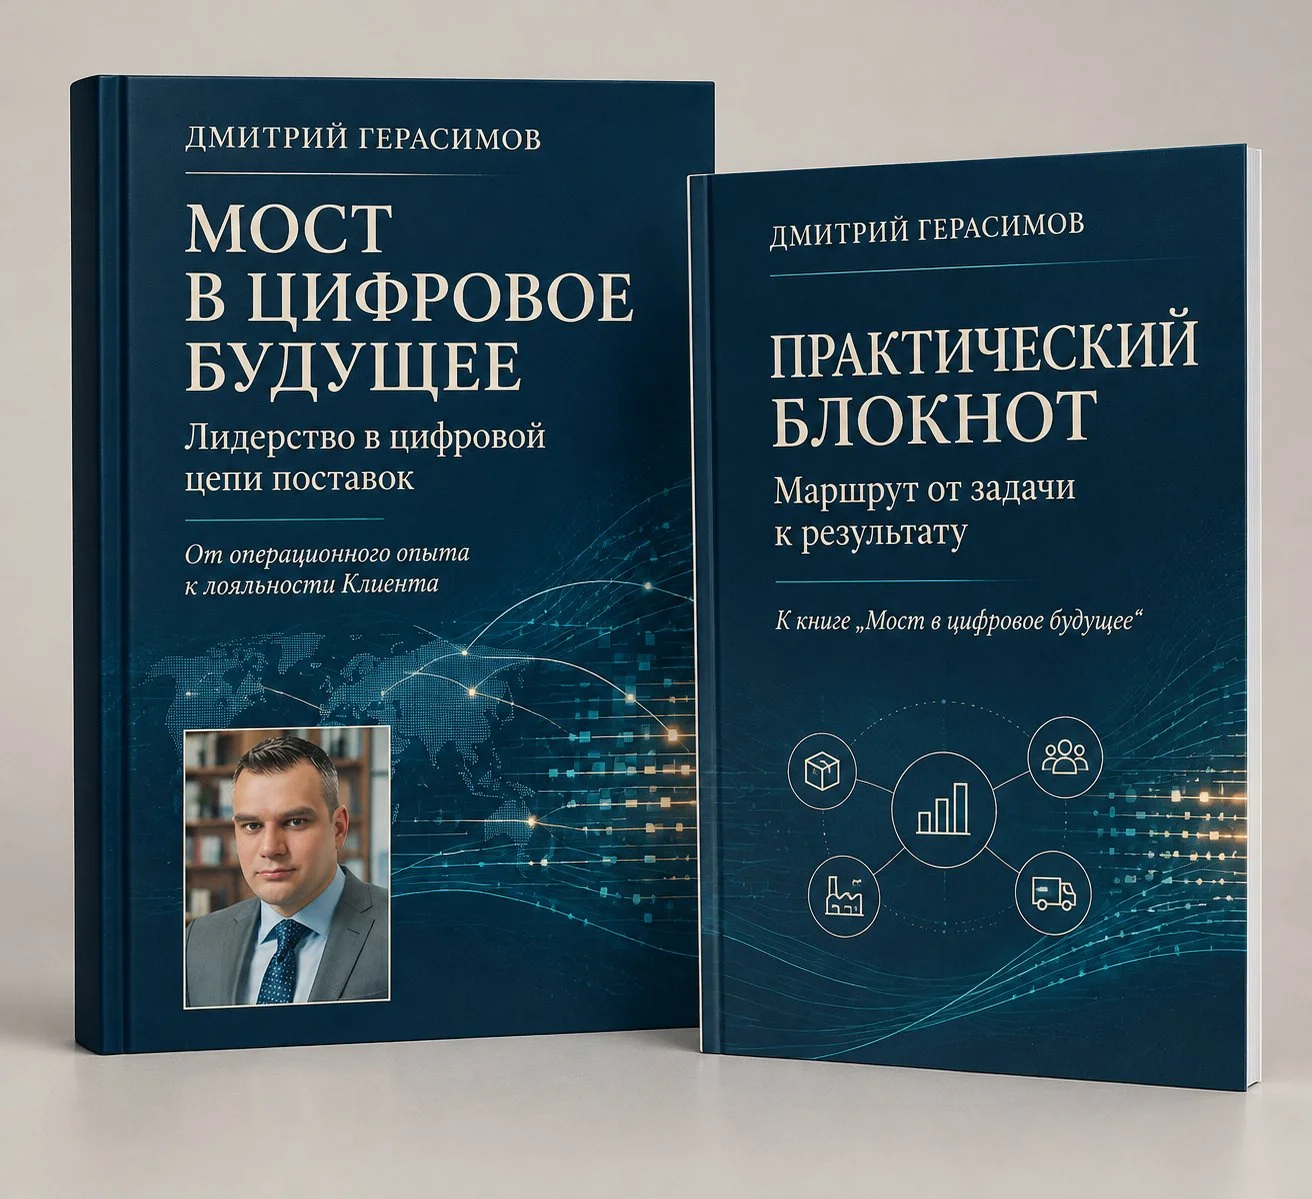 ДМИТРИЙ ГЕРАСИМОВ
МОСТ
В ЦИФРОВОЕ
БУДУЩЕЕ
Лидерство в цифровой
цепи поставок
От операционного опыта
к лояльности Клиента
ДМИТРИЙ ГЕРАСИМОВ
ПРАКТИЧЕСКИЙ
БЛОКНОТ
Маршрут от задачи
к результату
К книге „Мост в цифровое будущее“